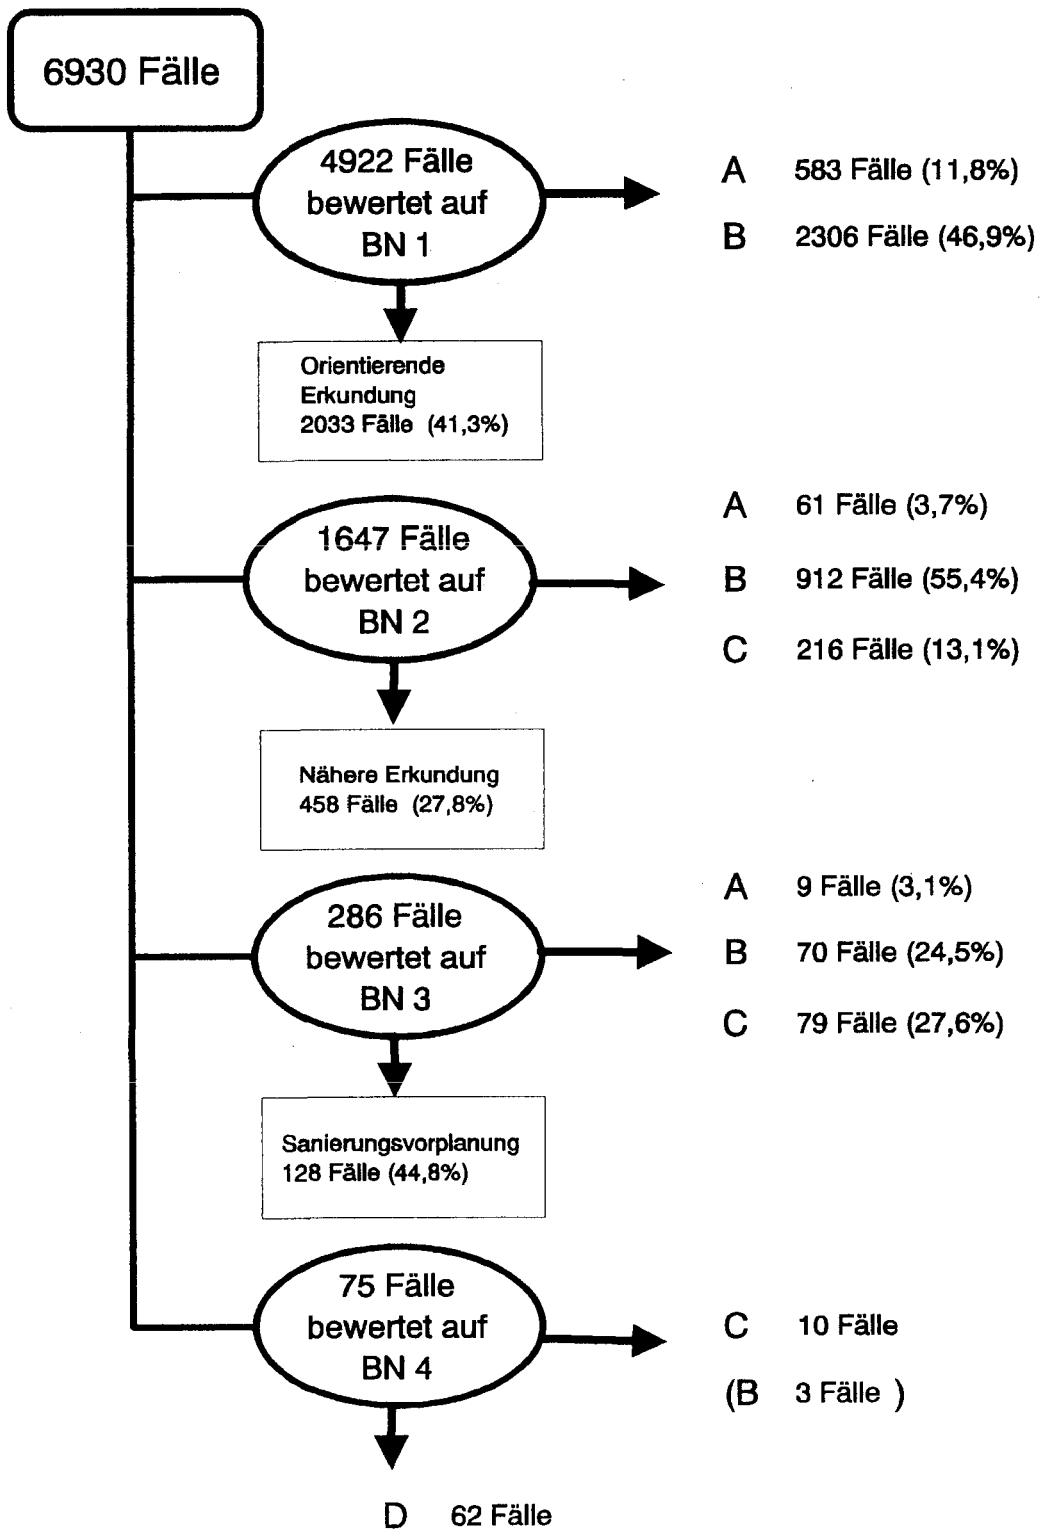 6930 Fälle
4922 Fälle
bewertet auf
BN 1
A 583 Fälle (11,8%)
B 2306 Fälle (46,9%)
Orientierende
Erkundung
2033 Fälle (41,3%)
1647 Fälle
bewertet auf
BN 2
A 61 Fälle (3,7%)
B 912 Fälle (55,4%)
C 216 Fälle (13,1%)
Nähere Erkundung
458 Fälle (27,8%)
286 Fälle
bewertet auf
BN 3
A 9 Fälle (3,1%)
B 70 Fälle (24,5%)
C 79 Fälle (27,6%)
Sanierungsvorplanung
128 Fälle (44,8%)
75 Fälle
bewertet auf
BN 4
C 10 Fälle
(B 3 Fälle )
D 62 Fälle